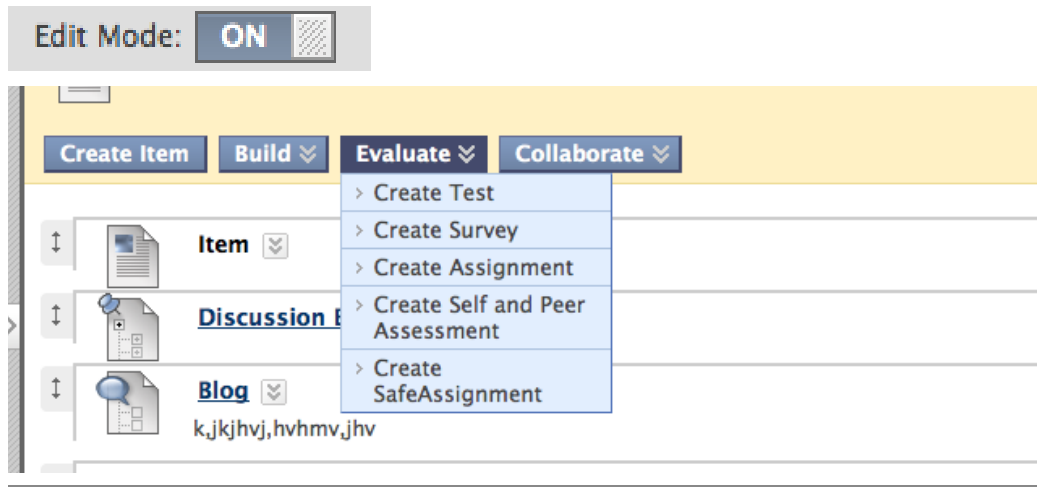 Edit Mode: ON
Create Item Build Evaluate Collaborate
Create Test
Create Survey
Create Assignment
Create Self and Peer
Assessment
Create
SafeAssignment
Item
Discussion
Blog
k,jkjhvj,hvhmv,jhv